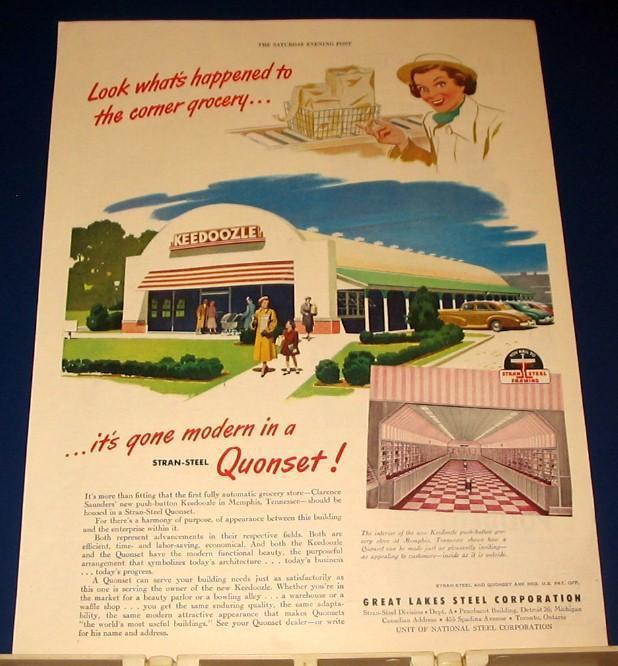 THE SATURDAY EVENING POST
Look what's happened to
the corner grocery...
KEEDOOZLE
STRAN STEEL
FRAMING
...it's gone modern in a
STRAN-STEEL Quonset!
It's more than fitting that the first fully automatic grocery store—Clarence
Saunders' new push-button Keedoozle in Memphis, Tennessee—should be
housed in a Stran-Steel Quonset.
For there's a harmony of purpose, of appearance between this building
and the enterprise within it.
Both represent advancements in their respective fields. Both are
efficient, time- and labor-saving, economical. And both the Keedoozle
and the Quonset have the modern functional beauty, the purposeful
arrangement that symbolizes today's architecture . . . today's business
. . . today's progress.
A Quonset can serve your building needs just as satisfactorily as
this one is serving the owner of the new Keedoozle. Whether you're in
the market for a beauty parlor or a bowling alley . . . a warehouse or a
waffle shop . . . you get the same enduring quality, the same adapta-
bility, the same modern attractive appearance that makes Quonsets
"the world's most useful buildings." See your Quonset dealer—or write
for his name and address.
The interior of the new Keedoozle push-button gro-
cery store at Memphis, Tennessee shows how a
Quonset can be made just as pleasantly inviting—
as appealing to customers—inside as it is outside.
STRAN-STEEL AND QUONSET ARE REG. U.S. PAT. OFF.
GREAT LAKES STEEL CORPORATION
Stran-Steel Division • Dept. A • Penobscot Building, Detroit 26, Michigan
Canadian Address • 455 Spadina Avenue • Toronto, Ontario
UNIT OF NATIONAL STEEL CORPORATION